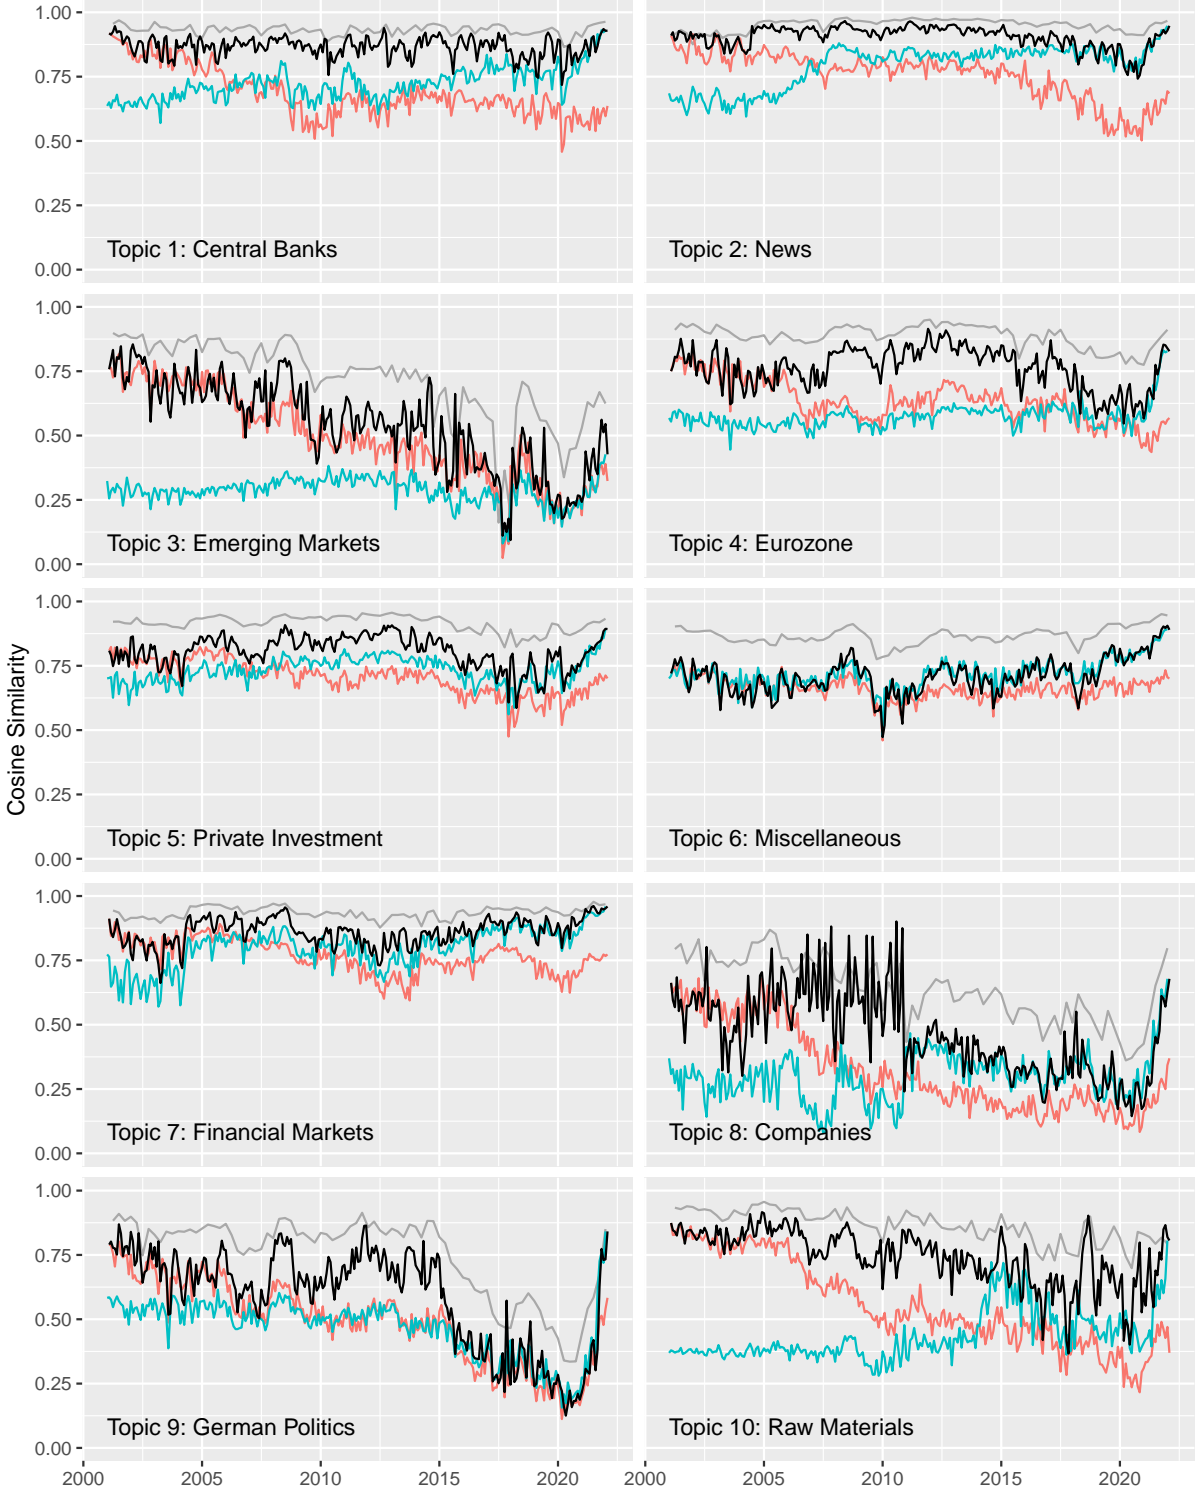 1.00
0.75
0.50
0.25
0.00
Topic 1: Central Banks
Topic 2: News
1.00
0.75
0.50
0.25
0.00
Topic 3: Emerging Markets
Topic 4: Eurozone
Cosine Similarity
1.00
0.75
0.50
0.25
0.00
Topic 5: Private Investment
Topic 6: Miscellaneous
1.00
0.75
0.50
0.25
0.00
Topic 7: Financial Markets
Topic 8: Companies
1.00
0.75
0.50
0.25
0.00
Topic 9: German Politics
Topic 10: Raw Materials
2000 2005 2010 2015 2020 2000 2005 2010 2015 2020